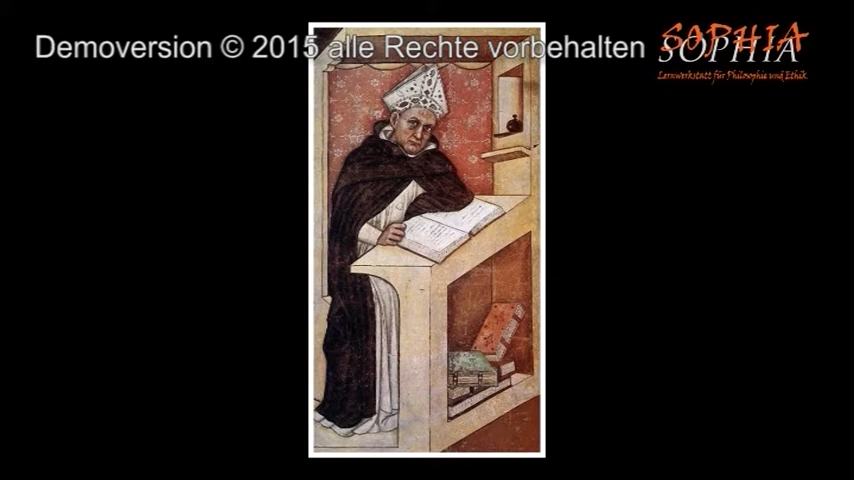 Demoversion © 2015 alle Rechte vorbehalten
SOPHIA
SOPHIA
Lernwerkstatt für Philosophie und Ethik